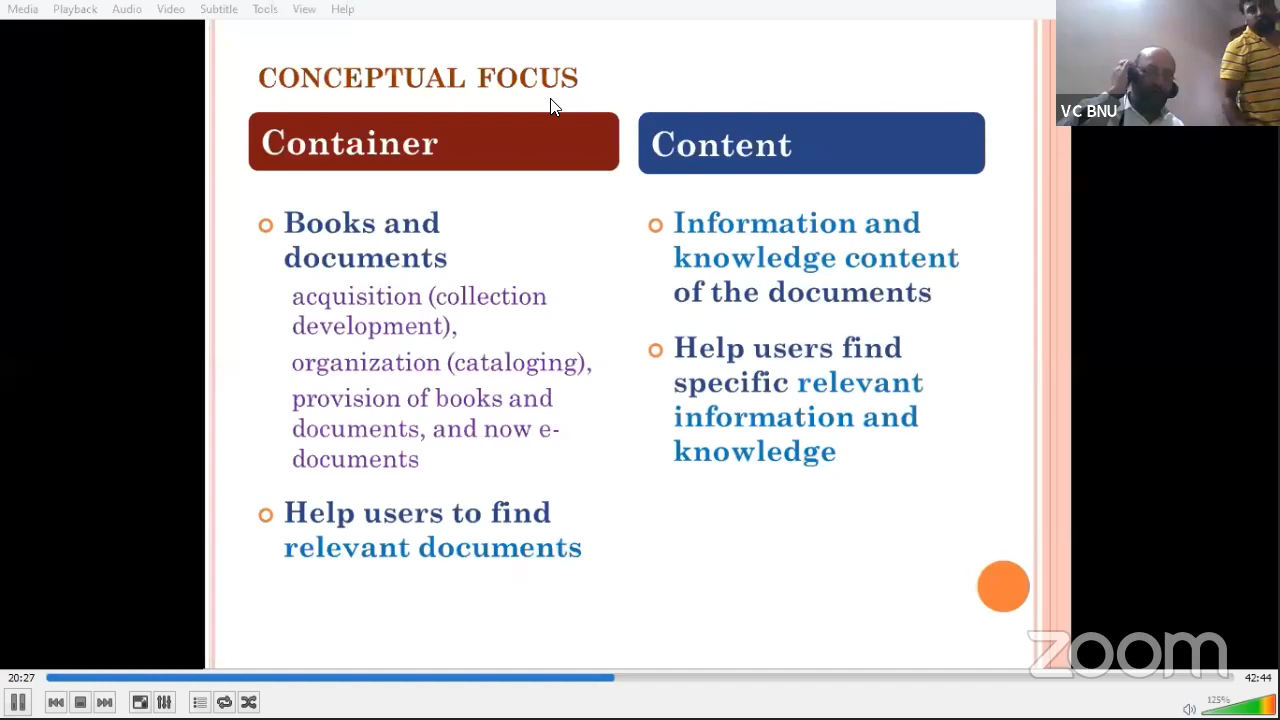 Media Playback Audio Video Subtitle Tools View Help
CONCEPTUAL FOCUS
VC BNU
Container
Books and
documents
acquisition (collection
development),
organization (cataloging),
provision of books and
documents, and now e-
documents
Help users to find
relevant documents
Content
Information and
knowledge content
of the documents
Help users find
specific relevant
information and
knowledge
zoom
20:27
42:44
125%